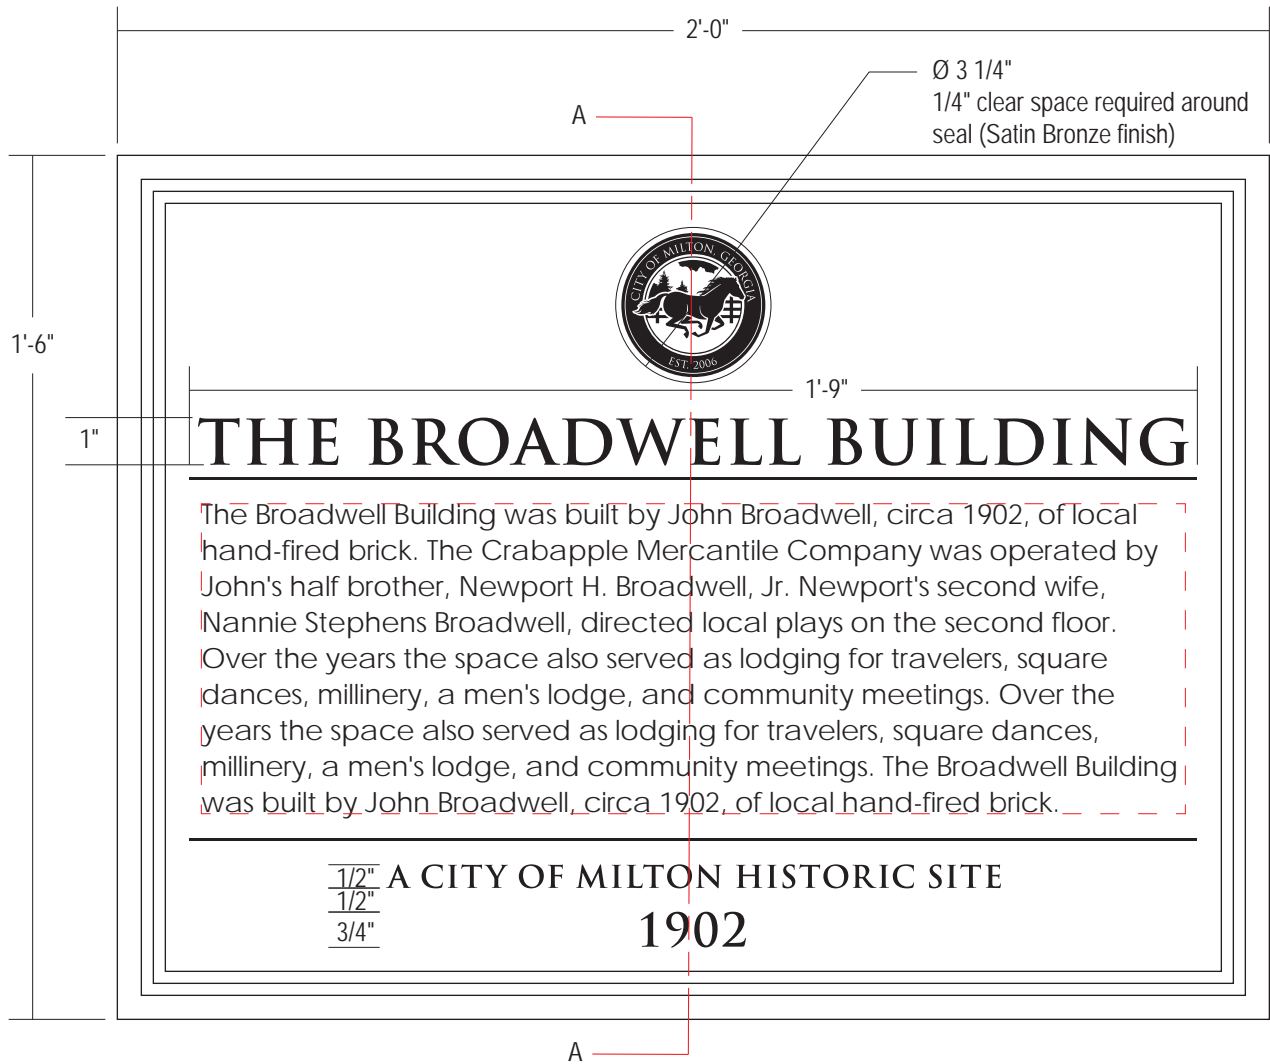 2'-0"
Ø 3 1/4"
1/4" clear space required around
seal (Satin Bronze finish)
A
CITY OF MILTON, GEORGIA
EST. 2006
1'-6"
1'-9"
1"
THE BROADWELL BUILDING
The Broadwell Building was built by John Broadwell, circa 1902, of local
hand-fired brick. The Crabapple Mercantile Company was operated by
John's half brother, Newport H. Broadwell, Jr. Newport's second wife,
Nannie Stephens Broadwell, directed local plays on the second floor.
Over the years the space also served as lodging for travelers, square
dances, millinery, a men's lodge, and community meetings. Over the
years the space also served as lodging for travelers, square dances,
millinery, a men's lodge, and community meetings. The Broadwell Building
was built by John Broadwell, circa 1902, of local hand-fired brick.
1/2" A CITY OF MILTON HISTORIC SITE
1/2"
3/4" 1902
A